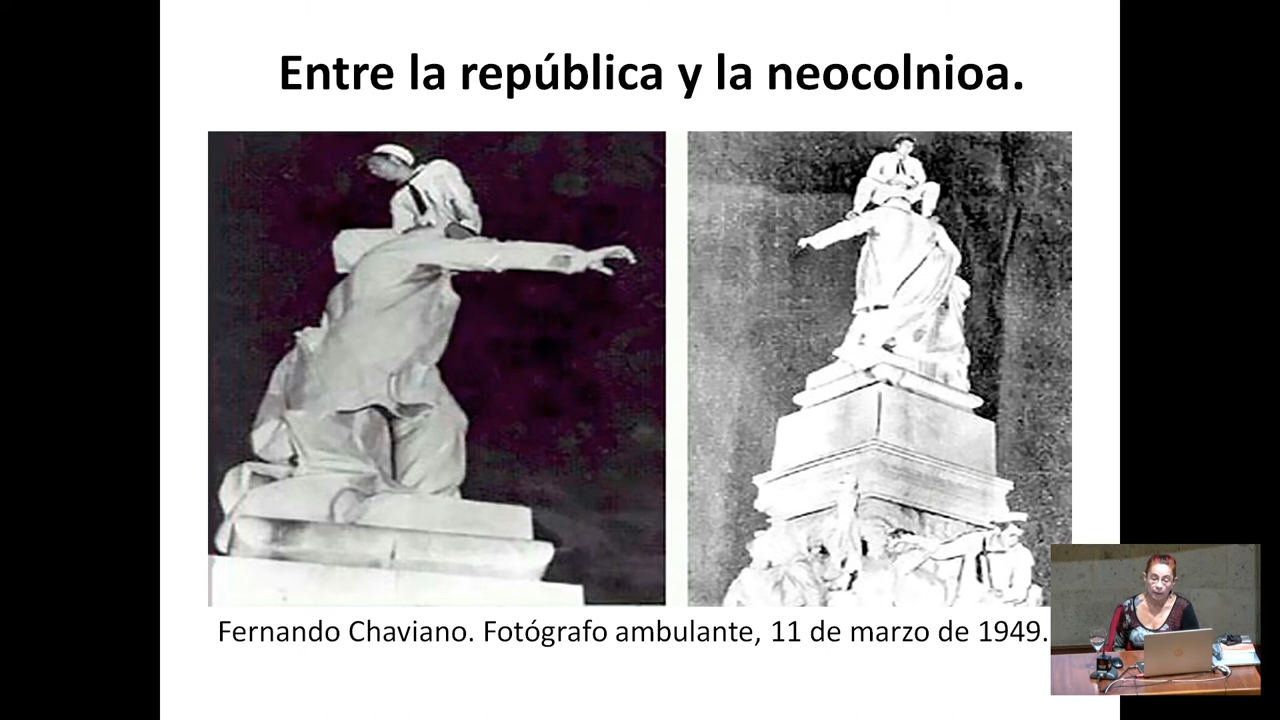 Entre la república y la neocolnioa.
Fernando Chaviano. Fotógrafo ambulante, 11 de marzo de 1949.